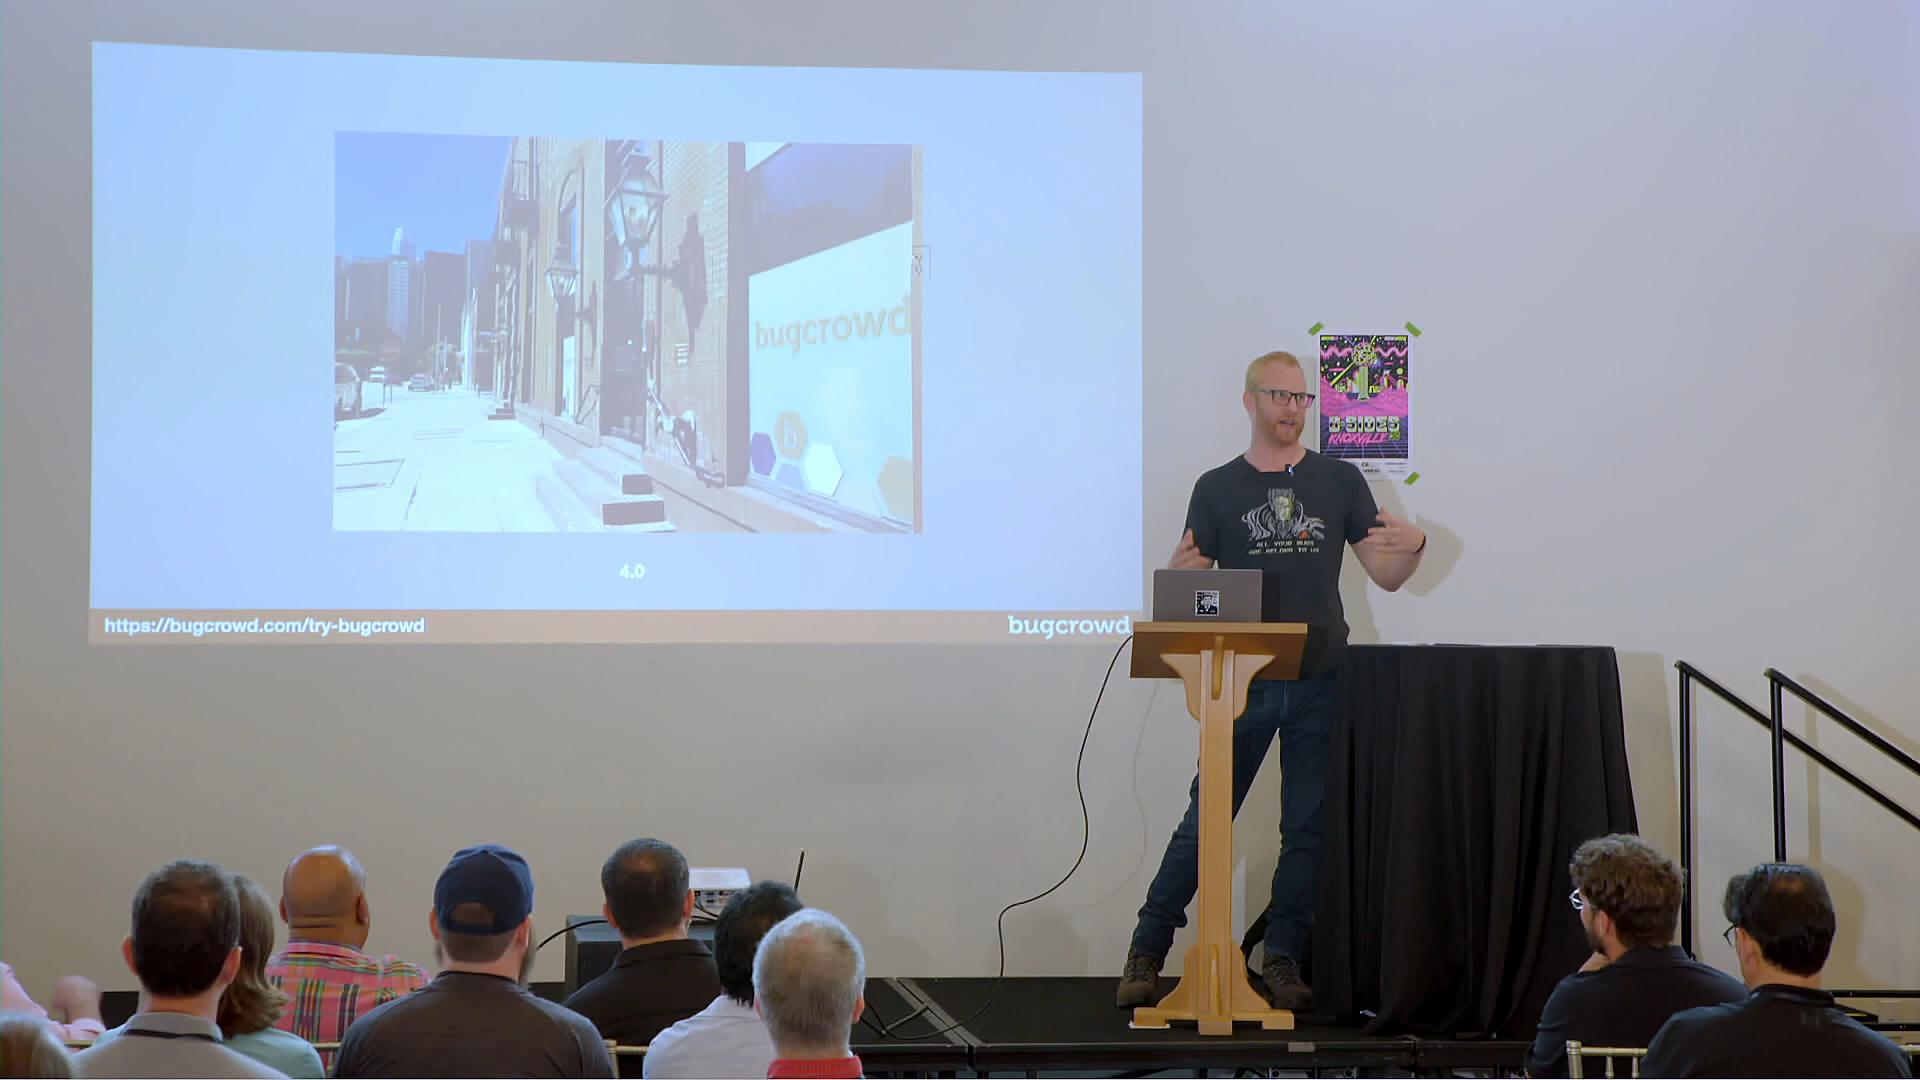 bugcrowd
b
4.0
https://bugcrowd.com/try-bugcrowd
bugcrowd
B-SIDES
KNOXVILLE
ALL YOUR BUGS
ARE BELONG TO US